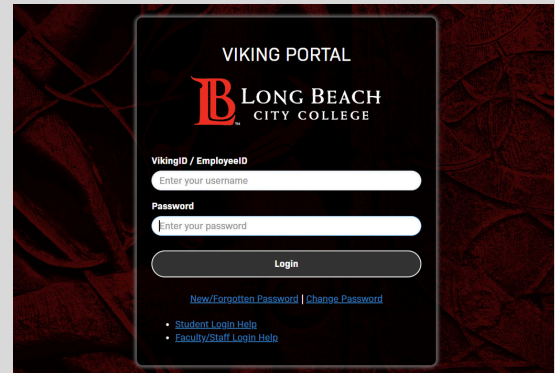 VIKING PORTAL
LB LONG BEACH
CITY COLLEGE
VikingID / EmployeeID
Enter your username
Password
Enter your password
Login
New/Forgotten Password | Change Password
• Student Login Help
• Faculty/Staff Login Help